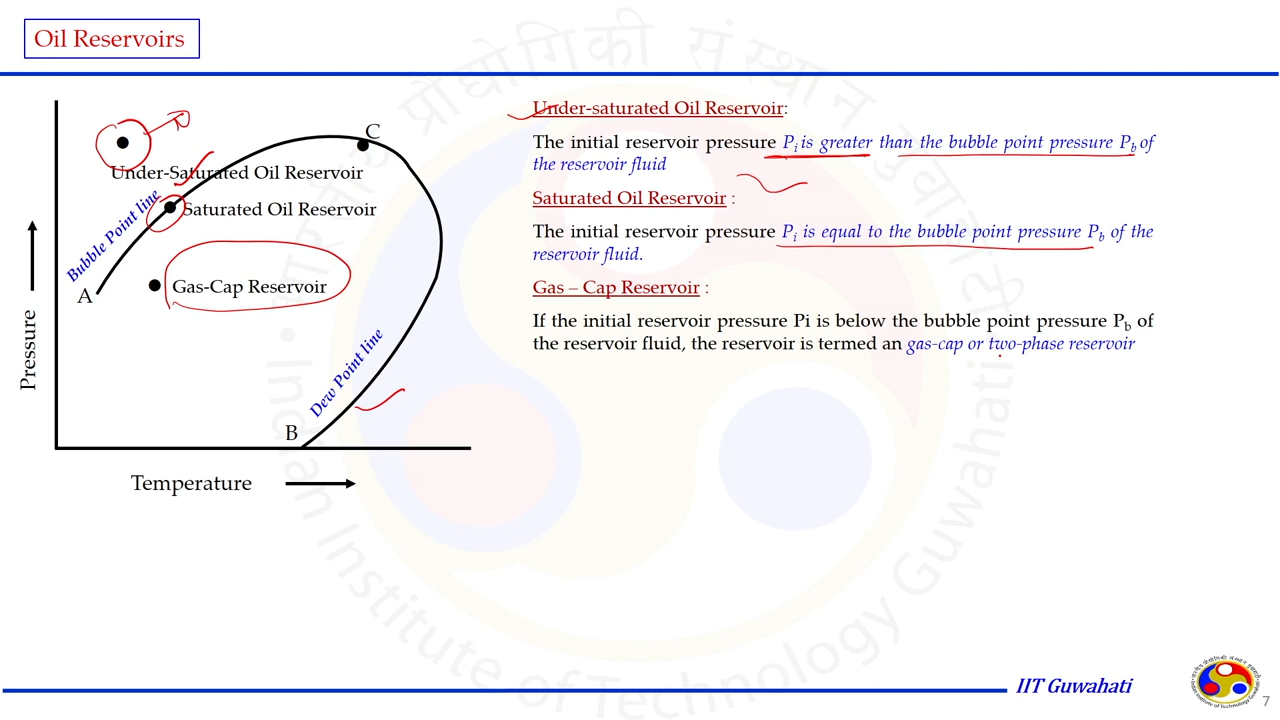 Oil Reservoirs
C
Under-Saturated Oil Reservoir
Saturated Oil Reservoir
Bubble Point line
Gas-Cap Reservoir
A
Pressure
Dew Point line
B
Temperature
Under-saturated Oil Reservoir:
The initial reservoir pressure Pi is greater than the bubble point pressure Pb of
the reservoir fluid
Saturated Oil Reservoir :
The initial reservoir pressure Pi is equal to the bubble point pressure Pb of the
reservoir fluid.
Gas – Cap Reservoir :
If the initial reservoir pressure Pi is below the bubble point pressure Pb of
the reservoir fluid, the reservoir is termed an gas-cap or two-phase reservoir
Indian Institute of Technology Guwahati
IIT Guwahati
7